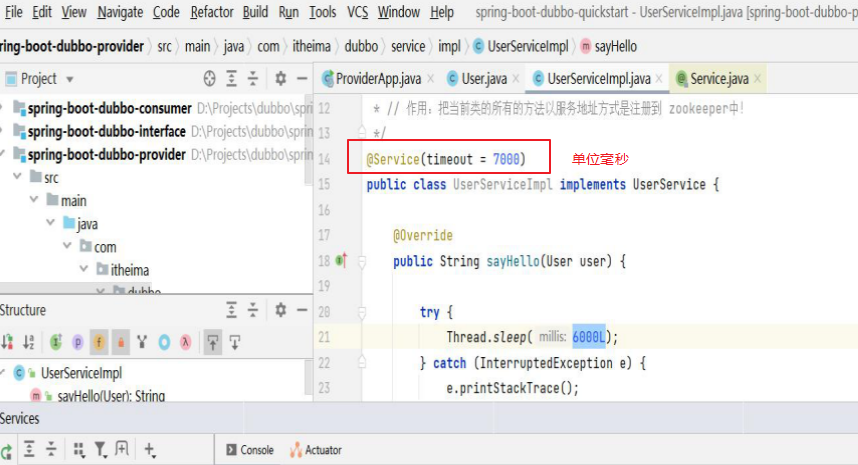 File Edit View Navigate Code Refactor Build Run Tools VCS Window Help spring-boot-dubbo-quickstart - UserServiceImpl.java [spring-boot-dubbo-p
ring-boot-dubbo-provider src main java com itheima dubbo service impl UserServiceImpl sayHello
Project ProviderApp.java User.java UserServiceImpl.java Service.java
spring-boot-dubbo-consumer D:\Projects\dubbo\spri
spring-boot-dubbo-interface D:\Projects\dubbo\sprin
spring-boot-dubbo-provider D:\Projects\dubbo\sprin
src
main
java
com
itheima
dubbo
12 * // 作用:把当前类的所有的方法以服务地址方式是注册到 zookeeper中!
13 */
14 @Service(timeout = 7000) 单位毫秒
15 public class UserServiceImpl implements UserService {
16
17 @Override
18 public String sayHello(User user) {
19
20 try {
21 Thread.sleep( millis: 6000L);
22 } catch (InterruptedException e) {
23 e.printStackTrace();
Structure
UserServiceImpl
sayHello(User): String
Services
Console Actuator